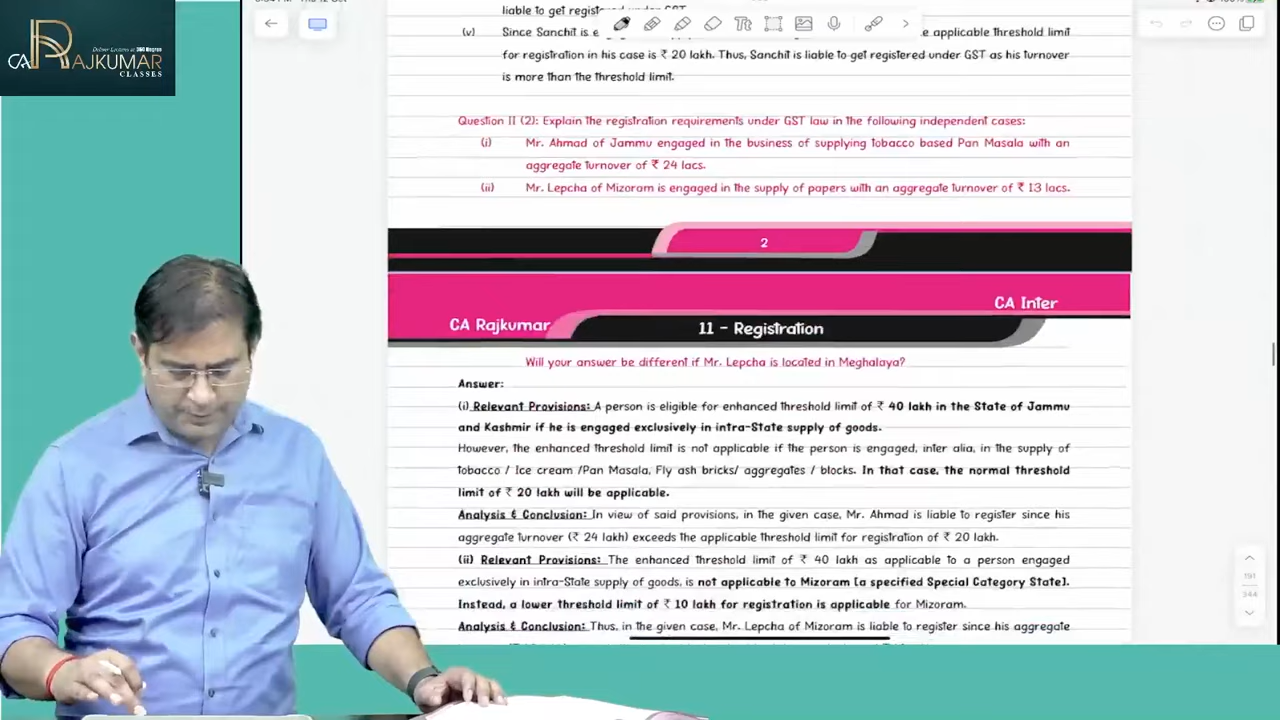 Deliver Customs at 360 Degree
CA RAJKUMAR
CLASSES
liable to get registered under GST
(v) Since Sanchit is e applicable threshold limit
for registration in his case is ₹ 20 lakh. Thus, Sanchit is liable to get registered under GST as his turnover
is more than the threshold limit.
Question 11 (2): Explain the registration requirements under GST law in the following independent cases:
(i) Mr. Ahmad of Jammu engaged in the business of supplying tobacco based Pan Masala with an
aggregate turnover of ₹ 24 lacs.
(ii) Mr. Lepcha of Mizoram is engaged in the supply of papers with an aggregate turnover of ₹ 13 lacs.
2
CA Inter
CA Rajkumar
11 - Registration
Will your answer be different if Mr. Lepcha is located in Meghalaya?
Answer:
(i) Relevant Provisions: A person is eligible for enhanced threshold limit of ₹ 40 lakh in the State of Jammu
and Kashmir if he is engaged exclusively in intra-State supply of goods.
However, the enhanced threshold limit is not applicable if the person is engaged, inter alia, in the supply of
tobacco / Ice cream /Pan Masala, Fly ash bricks/ aggregates / blocks. In that case, the normal threshold
limit of ₹ 20 lakh will be applicable.
Analysis & Conclusion: In view of said provisions, in the given case, Mr. Ahmad is liable to register since his
aggregate turnover (₹ 24 lakh) exceeds the applicable threshold limit for registration of ₹ 20 lakh.
(ii) Relevant Provisions: The enhanced threshold limit of ₹ 40 lakh as applicable to a person engaged
exclusively in intra-State supply of goods, is not applicable to Mizoram [a specified Special Category State].
Instead, a lower threshold limit of ₹ 10 lakh for registration is applicable for Mizoram.
Analysis & Conclusion: Thus, in the given case, Mr. Lepcha of Mizoram is liable to register since his aggregate
191
344